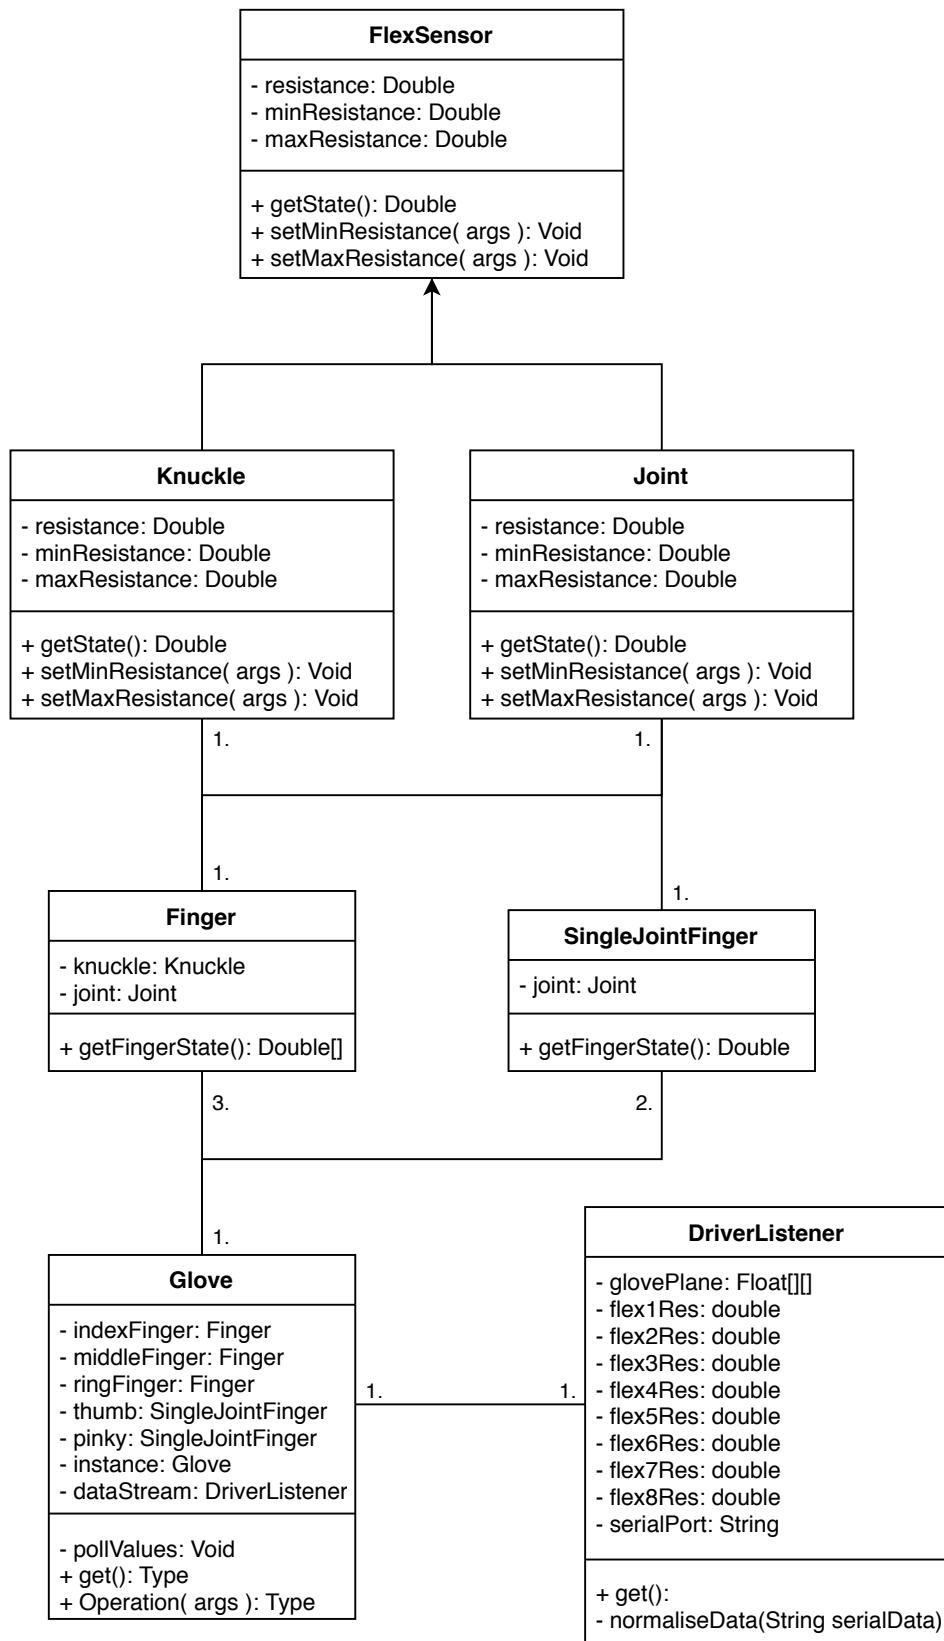 FlexSensor
- resistance: Double
- minResistance: Double
- maxResistance: Double
+ getState(): Double
+ setMinResistance( args ): Void
+ setMaxResistance( args ): Void
Knuckle
- resistance: Double
- minResistance: Double
- maxResistance: Double
+ getState(): Double
+ setMinResistance( args ): Void
+ setMaxResistance( args ): Void
Joint
- resistance: Double
- minResistance: Double
- maxResistance: Double
+ getState(): Double
+ setMinResistance( args ): Void
+ setMaxResistance( args ): Void
1.
1.
1.
1.
Finger
- knuckle: Knuckle
- joint: Joint
+ getFingerState(): Double[]
SingleJointFinger
- joint: Joint
+ getFingerState(): Double
3.
2.
1.
Glove
- indexFinger: Finger
- middleFinger: Finger
- ringFinger: Finger
- thumb: SingleJointFinger
- pinky: SingleJointFinger
- instance: Glove
- dataStream: DriverListener
- pollValues: Void
+ get(): Type
+ Operation( args ): Type
1.
1.
DriverListener
- glovePlane: Float[][]
- flex1Res: double
- flex2Res: double
- flex3Res: double
- flex4Res: double
- flex5Res: double
- flex6Res: double
- flex7Res: double
- flex8Res: double
- serialPort: String
+ get():
- normaliseData(String serialData)